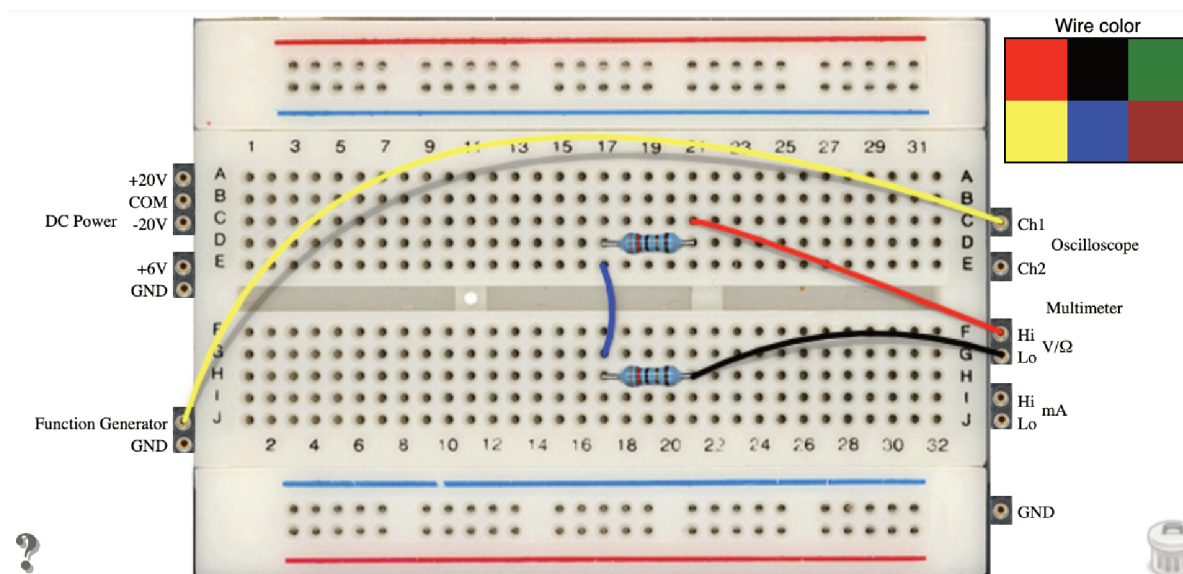 Wire color
1 3 5 7 9 11 13 15 17 19 21 23 25 27 29 31
A A
+20V
B B
COM
C C
DC Power -20V
Ch1
D D
Oscilloscope
E E
+6V
Ch2
GND
Multimeter
F F
Hi
V/Ω
G G
Lo
H H
I I
Hi
mA
J J
Lo
Function Generator
GND
2 4 6 8 10 12 14 16 18 20 22 24 26 28 30 32
GND
?